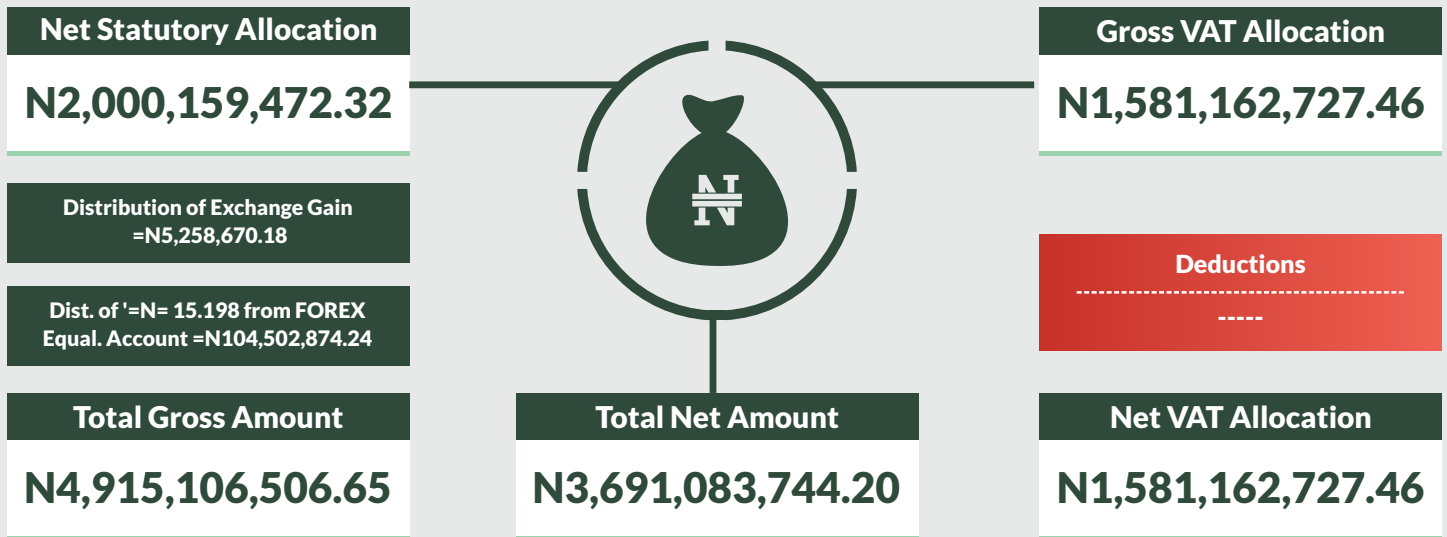 Net Statutory Allocation
N2,000,159,472.32
Distribution of Exchange Gain
=N5,258,670.18
Dist. of '=N= 15.198 from FOREX
Equal. Account =N104,502,874.24
Total Gross Amount
N4,915,106,506.65
₦
Total Net Amount
N3,691,083,744.20
Gross VAT Allocation
N1,581,162,727.46
Deductions
--------------------------------------------
-----
Net VAT Allocation
N1,581,162,727.46